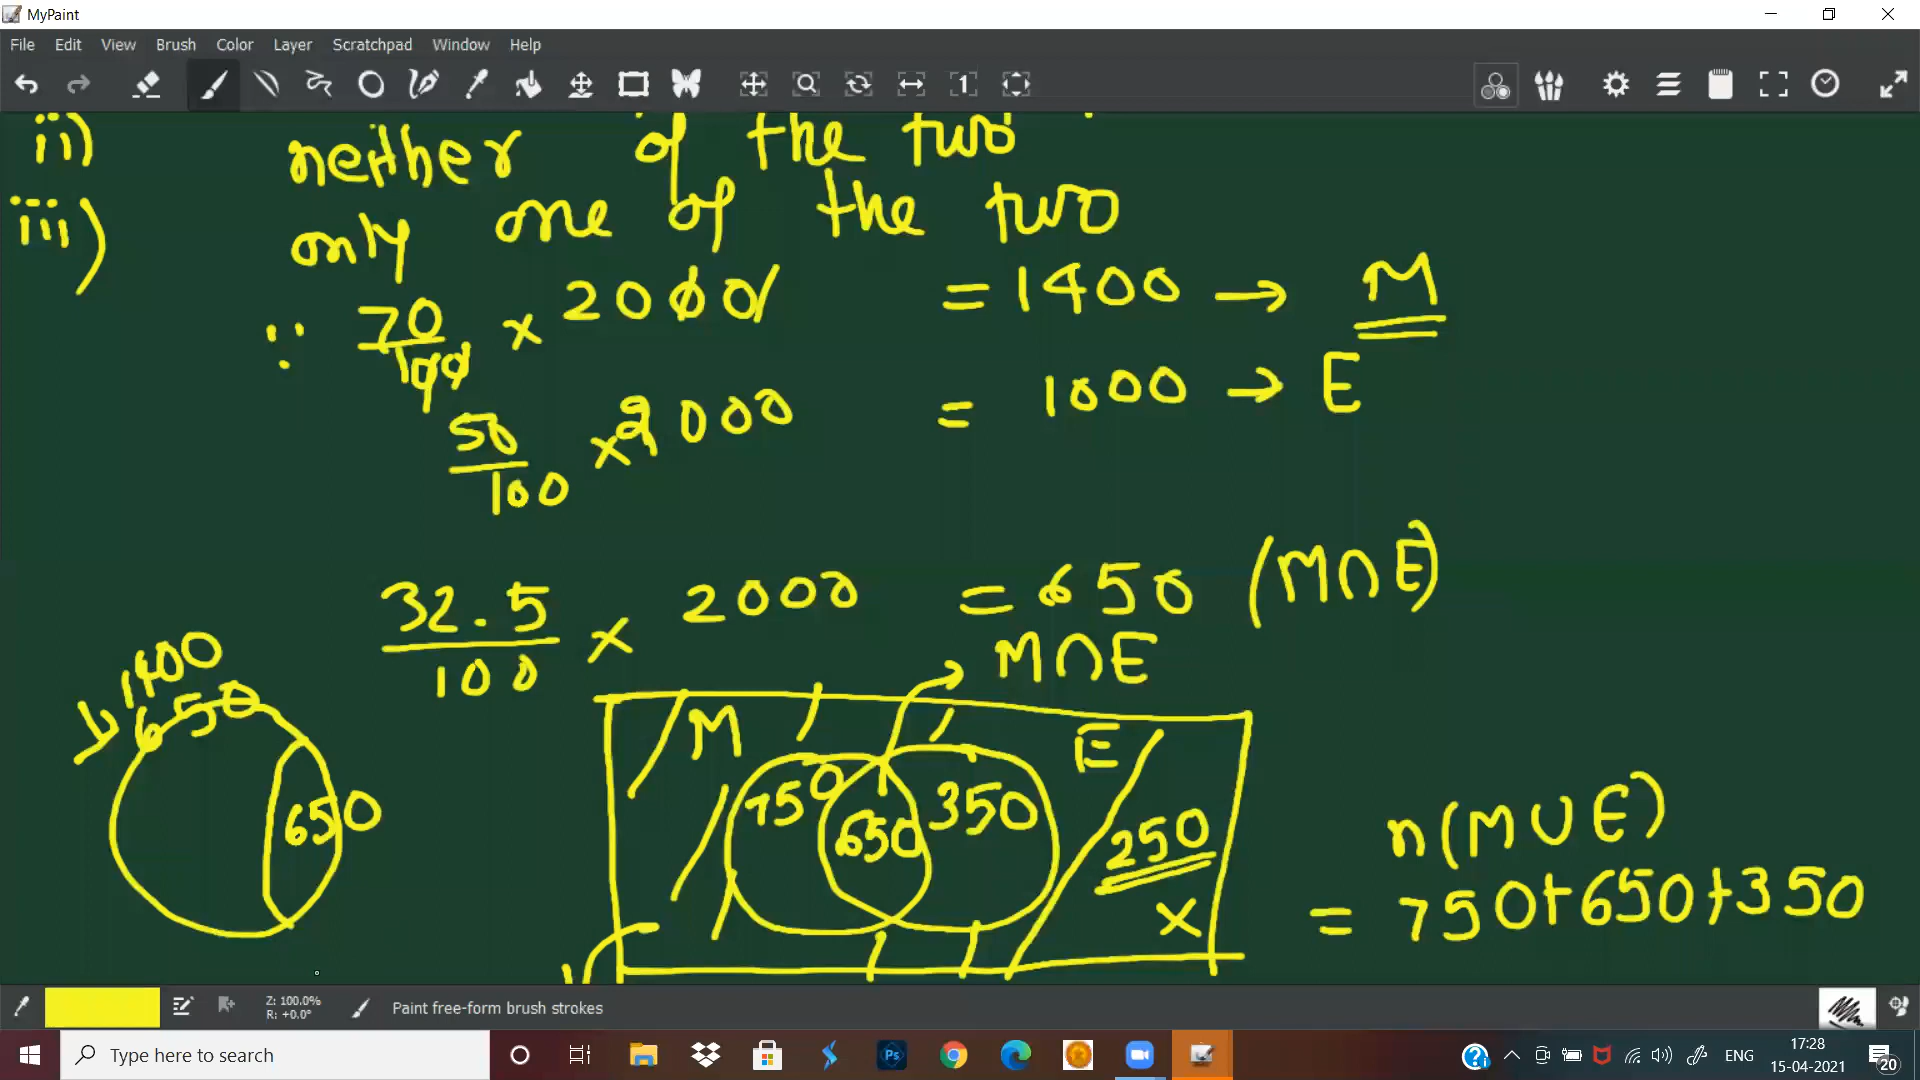 MyPaint
File Edit View Brush Color Layer Scratchpad Window Help
ii) neither of the two
iii) only one of the two
∵ 70/100 × 2000 = 1400 → M
50/100 × 2000 = 1000 → E
32.5/100 × 2000 = 650 (M∩E)
M∩E
1400
650
650
M E
750 650 350
250
X
n(M∪E)
= 750+650+350
Z: 100.0%
R: +0.0°
Paint free-form brush strokes
Type here to search
Ps
ENG
17:28
15-04-2021
20